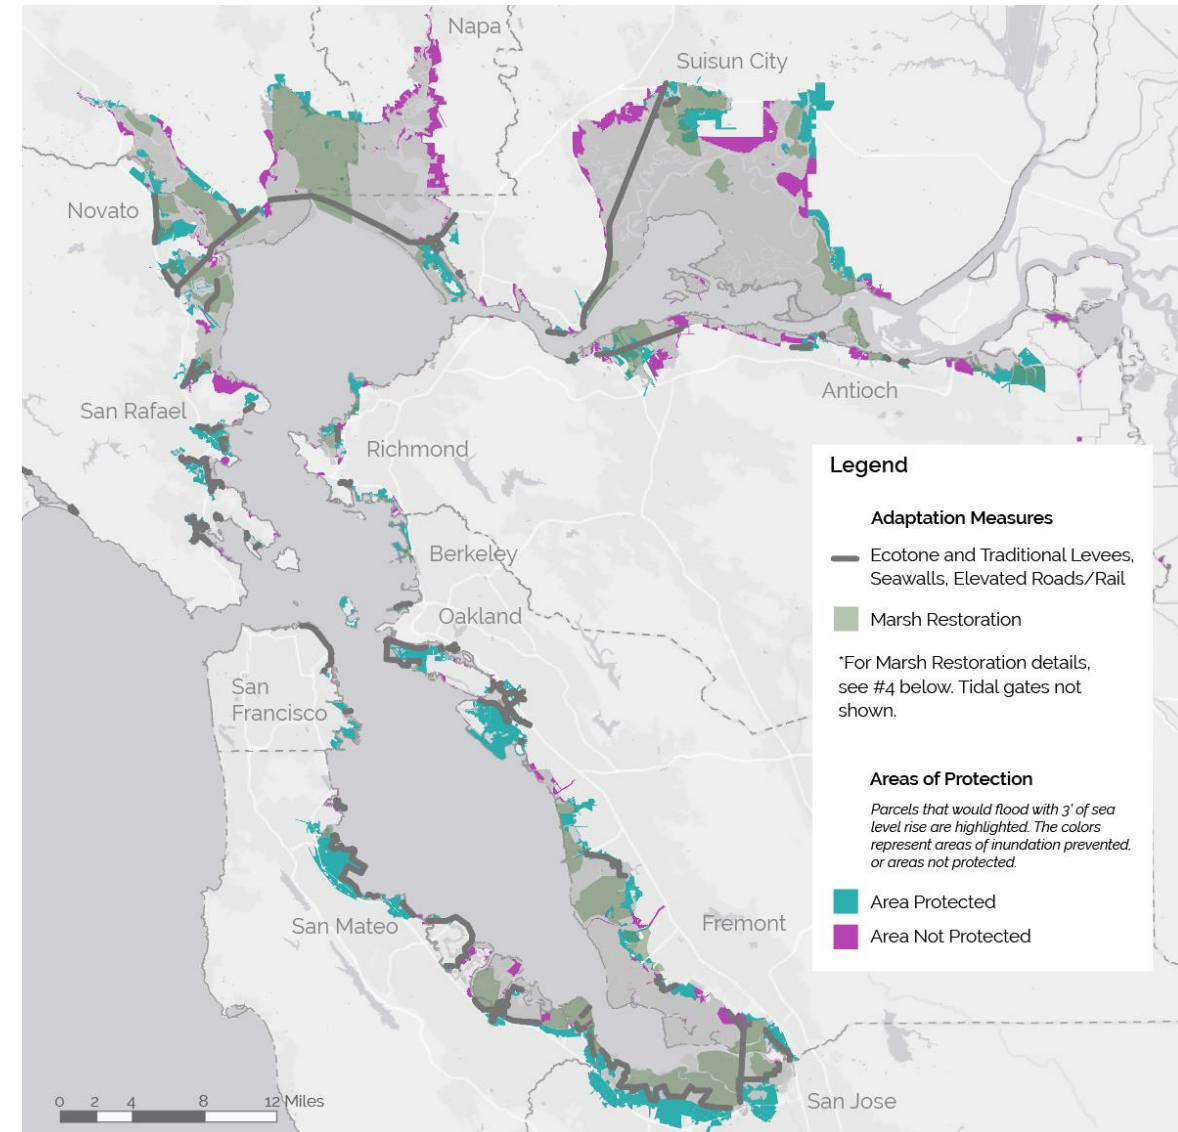 Napa
Suisun City
Novato
San Rafael
Antioch
Richmond
Berkeley
Oakland
San
Francisco
San Mateo
Fremont
San Jose
Legend
Adaptation Measures
Ecotone and Traditional Levees,
Seawalls, Elevated Roads/Rail
Marsh Restoration
*For Marsh Restoration details,
see #4 below. Tidal gates not
shown.
Areas of Protection
Parcels that would flood with 3' of sea
level rise are highlighted. The colors
represent areas of inundation prevented,
or areas not protected.
Area Protected
Area Not Protected
0 2 4 8 12 Miles